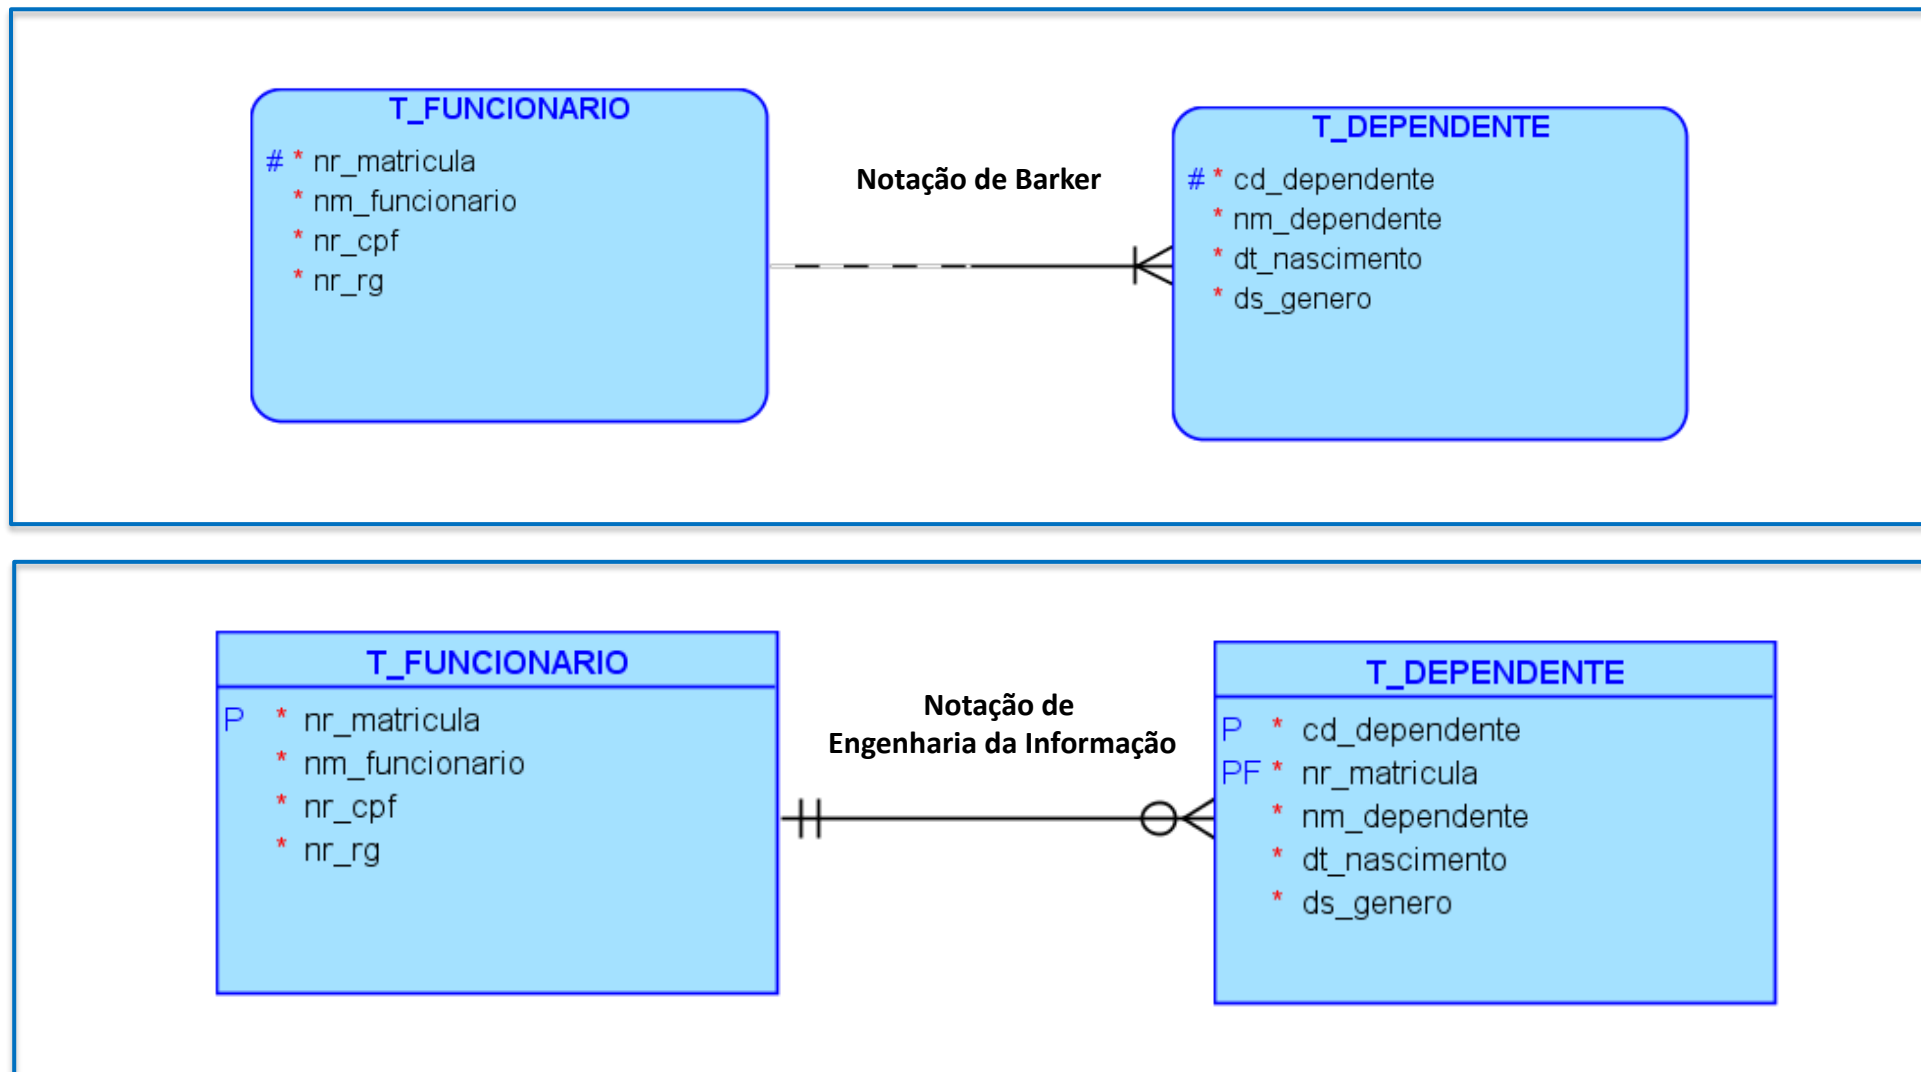 T_FUNCIONARIO
# * nr_matricula
* nm_funcionario
* nr_cpf
* nr_rg
Notação de Barker
T_DEPENDENTE
# * cd_dependente
* nm_dependente
* dt_nascimento
* ds_genero
T_FUNCIONARIO
P * nr_matricula
* nm_funcionario
* nr_cpf
* nr_rg
Notação de
Engenharia da Informação
T_DEPENDENTE
P * cd_dependente
PF * nr_matricula
* nm_dependente
* dt_nascimento
* ds_genero